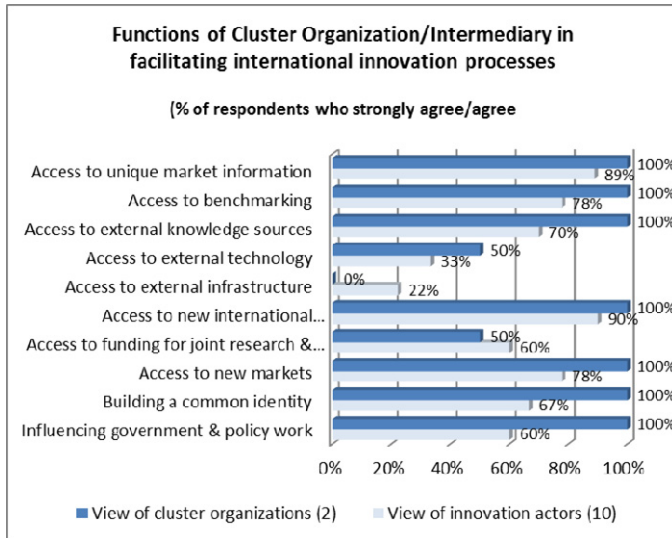 Functions of Cluster Organization/Intermediary in
facilitating international innovation processes
(% of respondents who strongly agree/agree
Access to unique market information
100%
89%
Access to benchmarking
100%
78%
Access to external knowledge sources
100%
70%
Access to external technology
50%
33%
Access to external infrastructure
0%
22%
Access to new international...
100%
90%
Access to funding for joint research &...
50%
60%
Access to new markets
100%
78%
Building a common identity
100%
67%
Influencing government & policy work
100%
60%
0% 20% 40% 60% 80% 100%
View of cluster organizations (2) View of innovation actors (10)